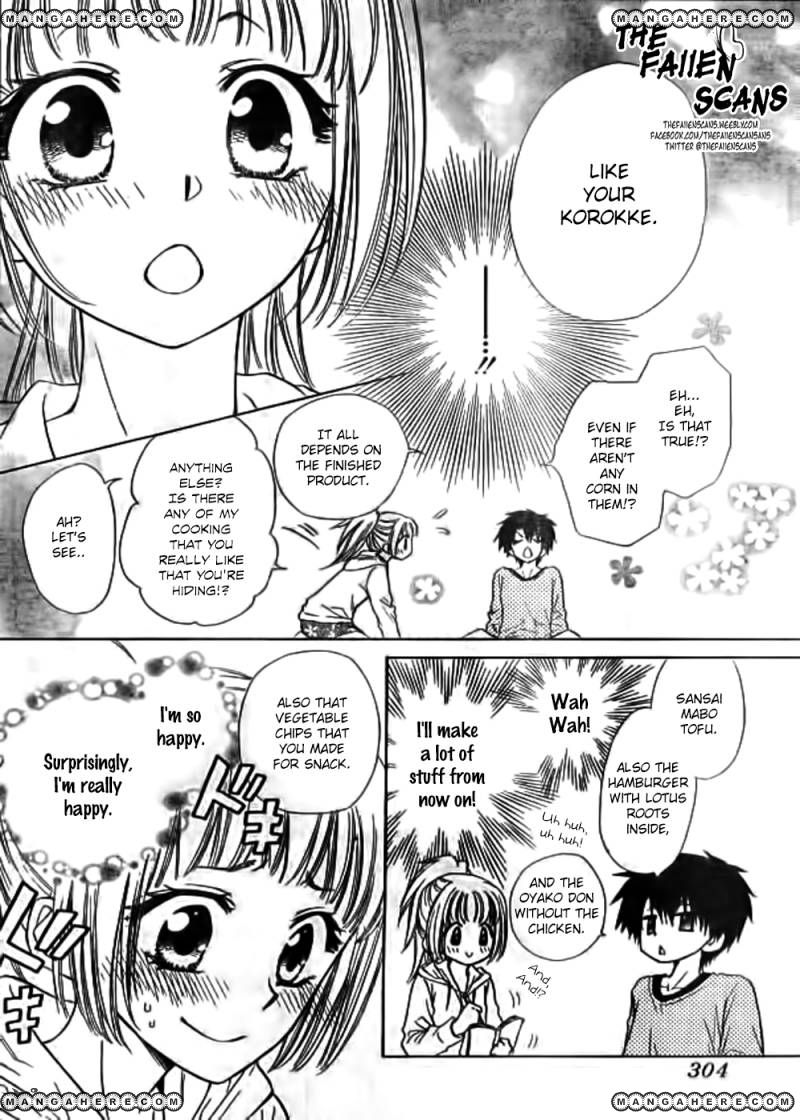 MANGAHERE.COM
MANGAHERE.COM
THE
FAllEN
SCANS
THEFAllENSCANS.WEEBLY.COM
FACEBOOK.COM/THEFAllENSCANSANS
TWITTER @THEFAllENSCANS
LIKE
YOUR
KOROKKE.
!!
EH...
EH,
IS THAT
TRUE!?
EVEN IF
THERE
AREN'T
ANY
CORN IN
THEM!?
IT ALL
DEPENDS ON
THE FINISHED
PRODUCT.
ANYTHING
ELSE?
IS THERE
ANY OF MY
COOKING
THAT YOU
REALLY LIKE
THAT YOU'RE
HIDING!?
AH?
LET'S
SEE..
SANSAI
MABO
TOFU.
ALSO THE
HAMBURGER
WITH LOTUS
ROOTS
INSIDE,
Wah
Wah!
I'll make
a lot of
stuff from
now on!
Uh huh,
uh huh!
AND THE
OYAKO DON
WITHOUT THE
CHICKEN.
And,
And!?
ALSO THAT
VEGETABLE
CHIPS THAT
YOU MADE
FOR SNACK.
I'm so
happy.
Surprisingly,
I'm really
happy.
ドキ
ドキ
304
MANGAHERE.COM
MANGAHERE.COM